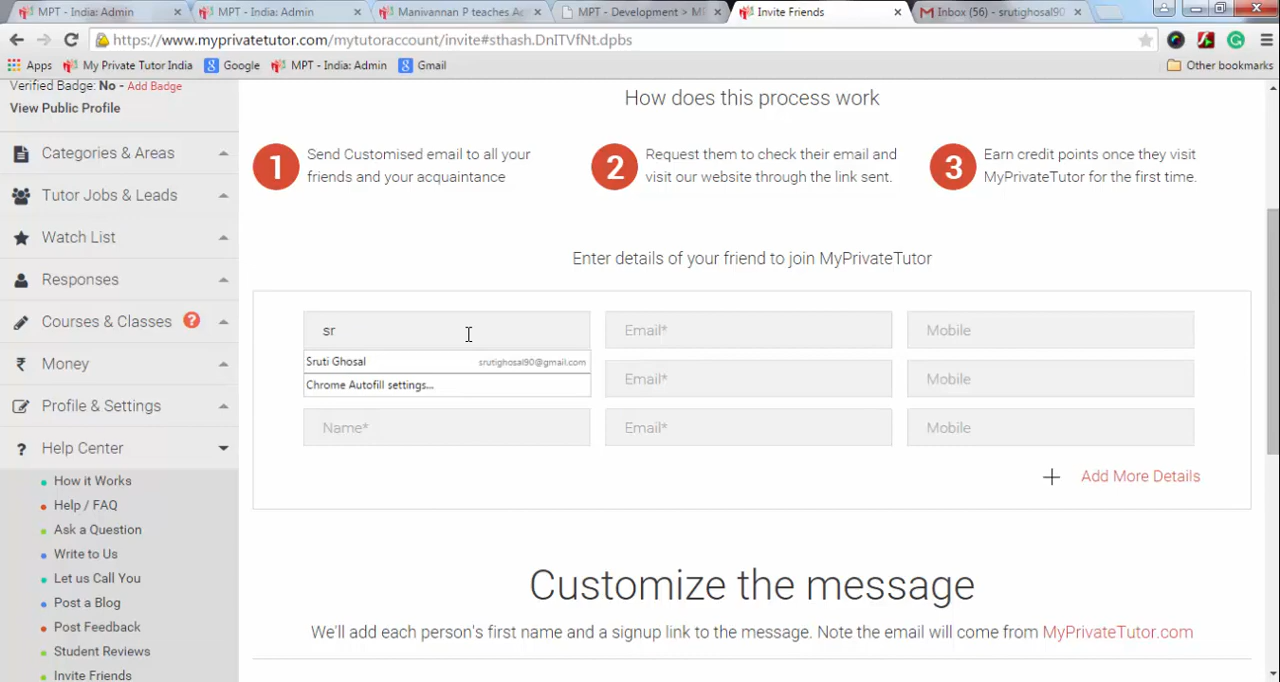 MPT - India: Admin
MPT - India: Admin
Manivannan P teaches Ac
MPT - Development > M
Invite Friends
Inbox (56) - srutighosal90
https://www.myprivatetutor.com/mytutoraccount/invite#sthash.DnITVfNt.dpbs
Apps
My Private Tutor India
Google
MPT - India: Admin
Gmail
Other bookmarks
Verified Badge: No - Add Badge
View Public Profile
Categories & Areas
Tutor Jobs & Leads
Watch List
Responses
Courses & Classes ?
Money
Profile & Settings
? Help Center
How it Works
Help / FAQ
Ask a Question
Write to Us
Let us Call You
Post a Blog
Post Feedback
Student Reviews
Invite Friends
How does this process work
1
Send Customised email to all your
friends and your acquaintance
2
Request them to check their email and
visit our website through the link sent.
3
Earn credit points once they visit
MyPrivateTutor for the first time.
Enter details of your friend to join MyPrivateTutor
sr
Email*
Mobile
Sruti Ghosal srutighosal90@gmail.com
Chrome Autofill settings...
Email*
Mobile
Name*
Email*
Mobile
+ Add More Details
Customize the message
We'll add each person's first name and a signup link to the message. Note the email will come from MyPrivateTutor.com